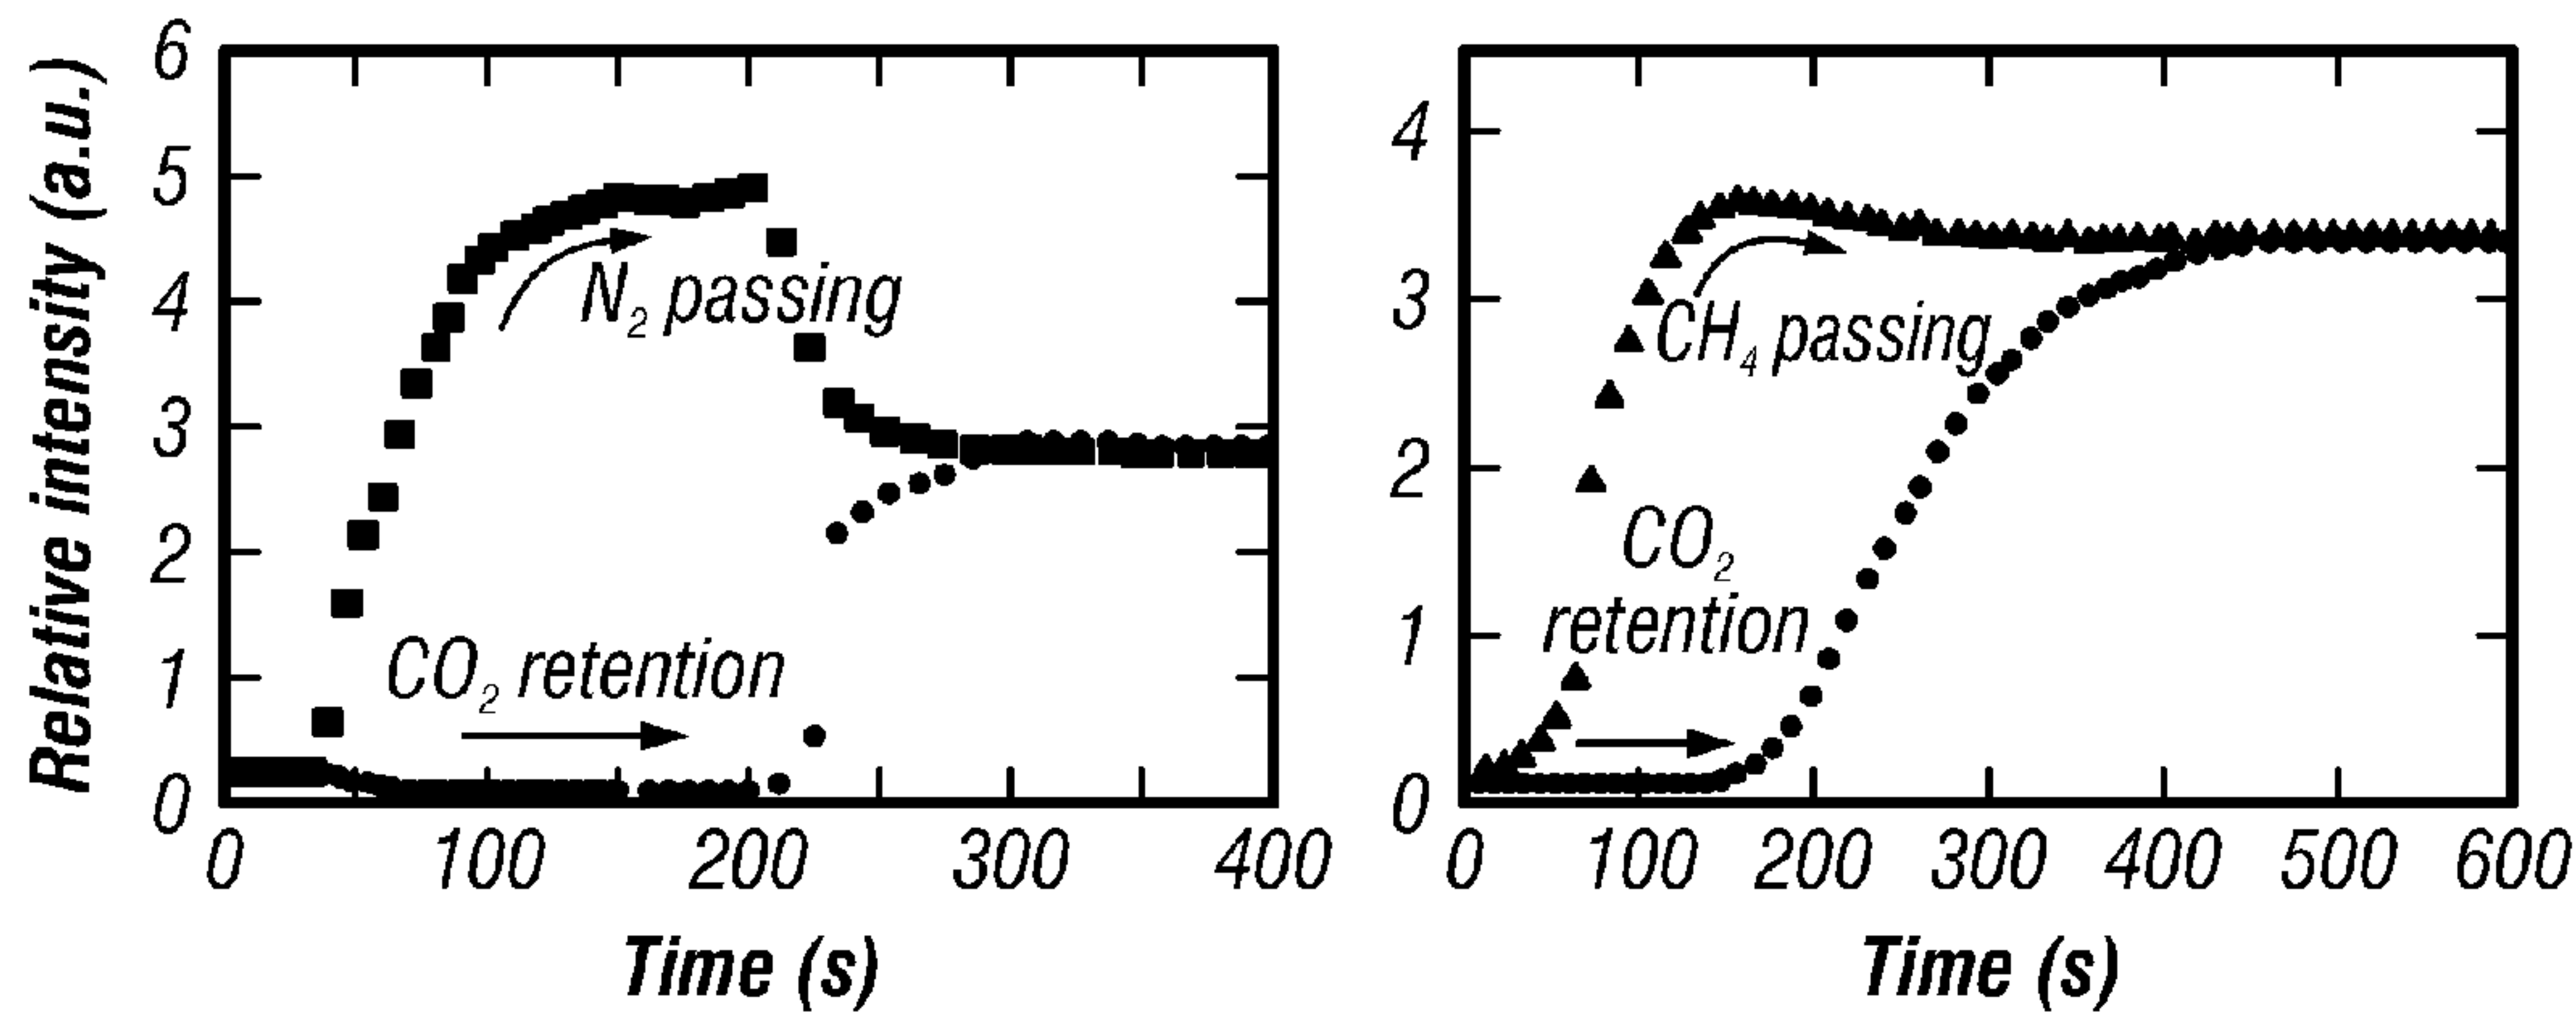 Relative intensity (a.u.)
6
5
4
3
2
1
0
N₂ passing
CO₂ retention
0 100 200 300 400
Time (s)
4
3
2
1
0
CH₄ passing
CO₂
retention
0 100 200 300 400 500 600
Time (s)